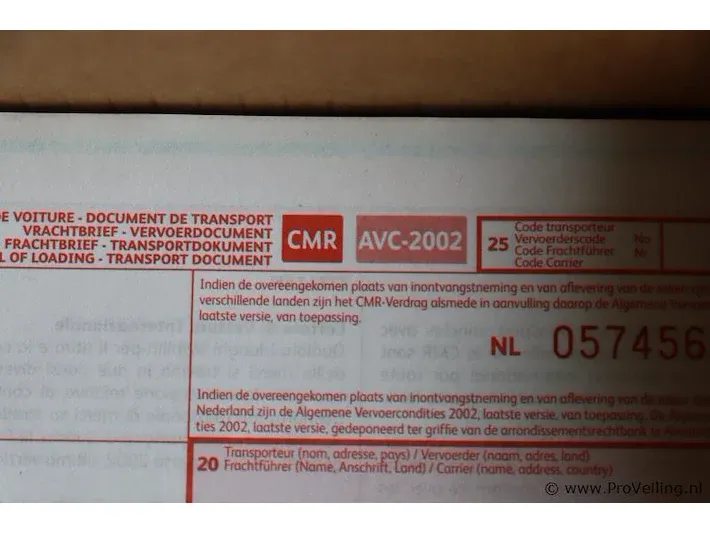 DE VOITURE - DOCUMENT DE TRANSPORT
VRACHTBRIEF - VERVOERDOCUMENT
FRACHTBRIEF - TRANSPORTDOKUMENT
L OF LOADING - TRANSPORT DOCUMENT
CMR
AVC-2002
25
Code transporteur
Vervoerderscode No
Code Frachtführer Nr
Code Carrier
Indien de overeengekomen plaats van inontvangstneming en van aflevering van de
verschillende landen zijn het CMR-Verdrag alsmede in aanvulling daarop de Algemene
laatste versie, van toepassing.
NL 057456
Indien de overeengekomen plaats van inontvangstneming en van aflevering van de
Nederland zijn de Algemene Vervoercondities 2002, laatste versie, van toepassing. De
ties 2002, laatste versie, gedeponeerd ter griffie van de arrondissementsrechtbank te
20 Transporteur (nom, adresse, pays) / Vervoerder (naam, adres, land)
Frachtführer (Name, Anschrift, Land) / Carrier (name, address, country)
© www.ProVeiling.nl